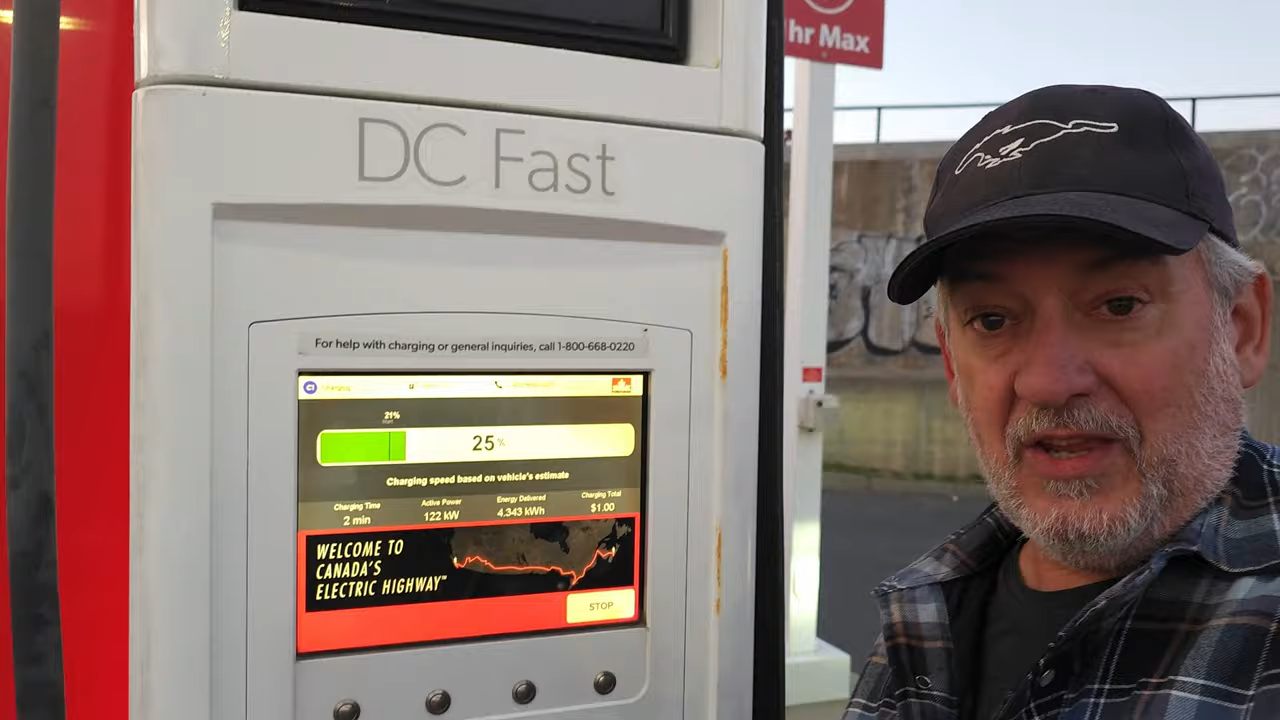 hr Max
DC Fast
For help with charging or general inquiries, call 1-800-668-0220
Charging
21%
25%
Charging speed based on vehicle's estimate
Charging Time
2 min
Active Power
122 kW
Energy Delivered
4.343 kWh
Charging Total
$1.00
WELCOME TO
CANADA'S
ELECTRIC HIGHWAY™
STOP